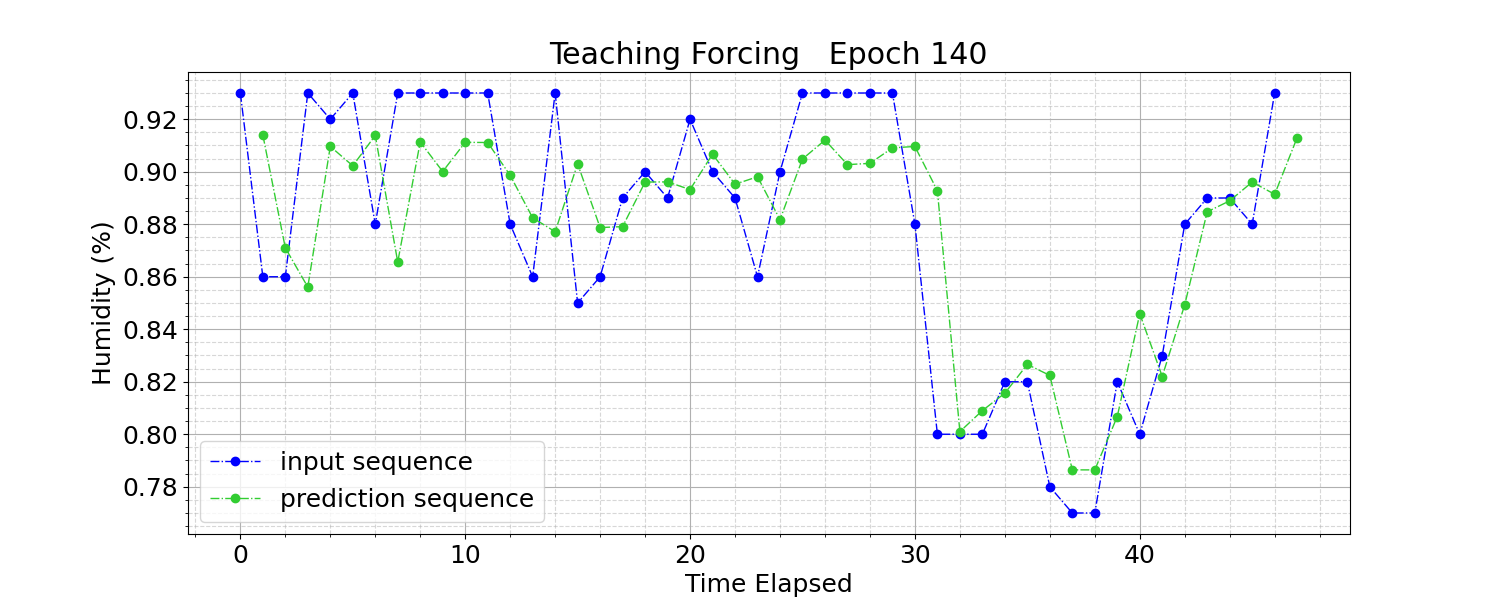 Teaching Forcing   Epoch 140
Humidity (%)
0.92
0.90
0.88
0.86
0.84
0.82
0.80
0.78
input sequence
prediction sequence
0 10 20 30 40
Time Elapsed